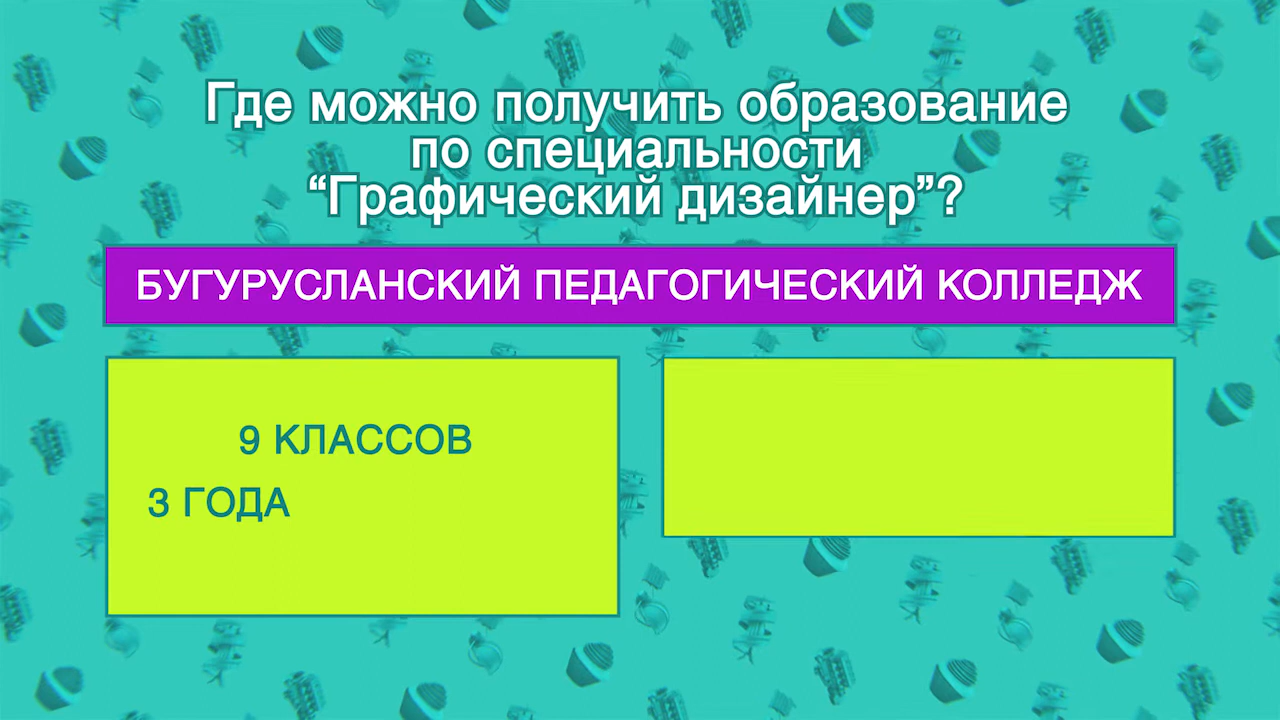 Где можно получить образование
по специальности
“Графический дизайнер”?
БУГУРУСЛАНСКИЙ ПЕДАГОГИЧЕСКИЙ КОЛЛЕДЖ
9 КЛАССОВ
3 ГОДА